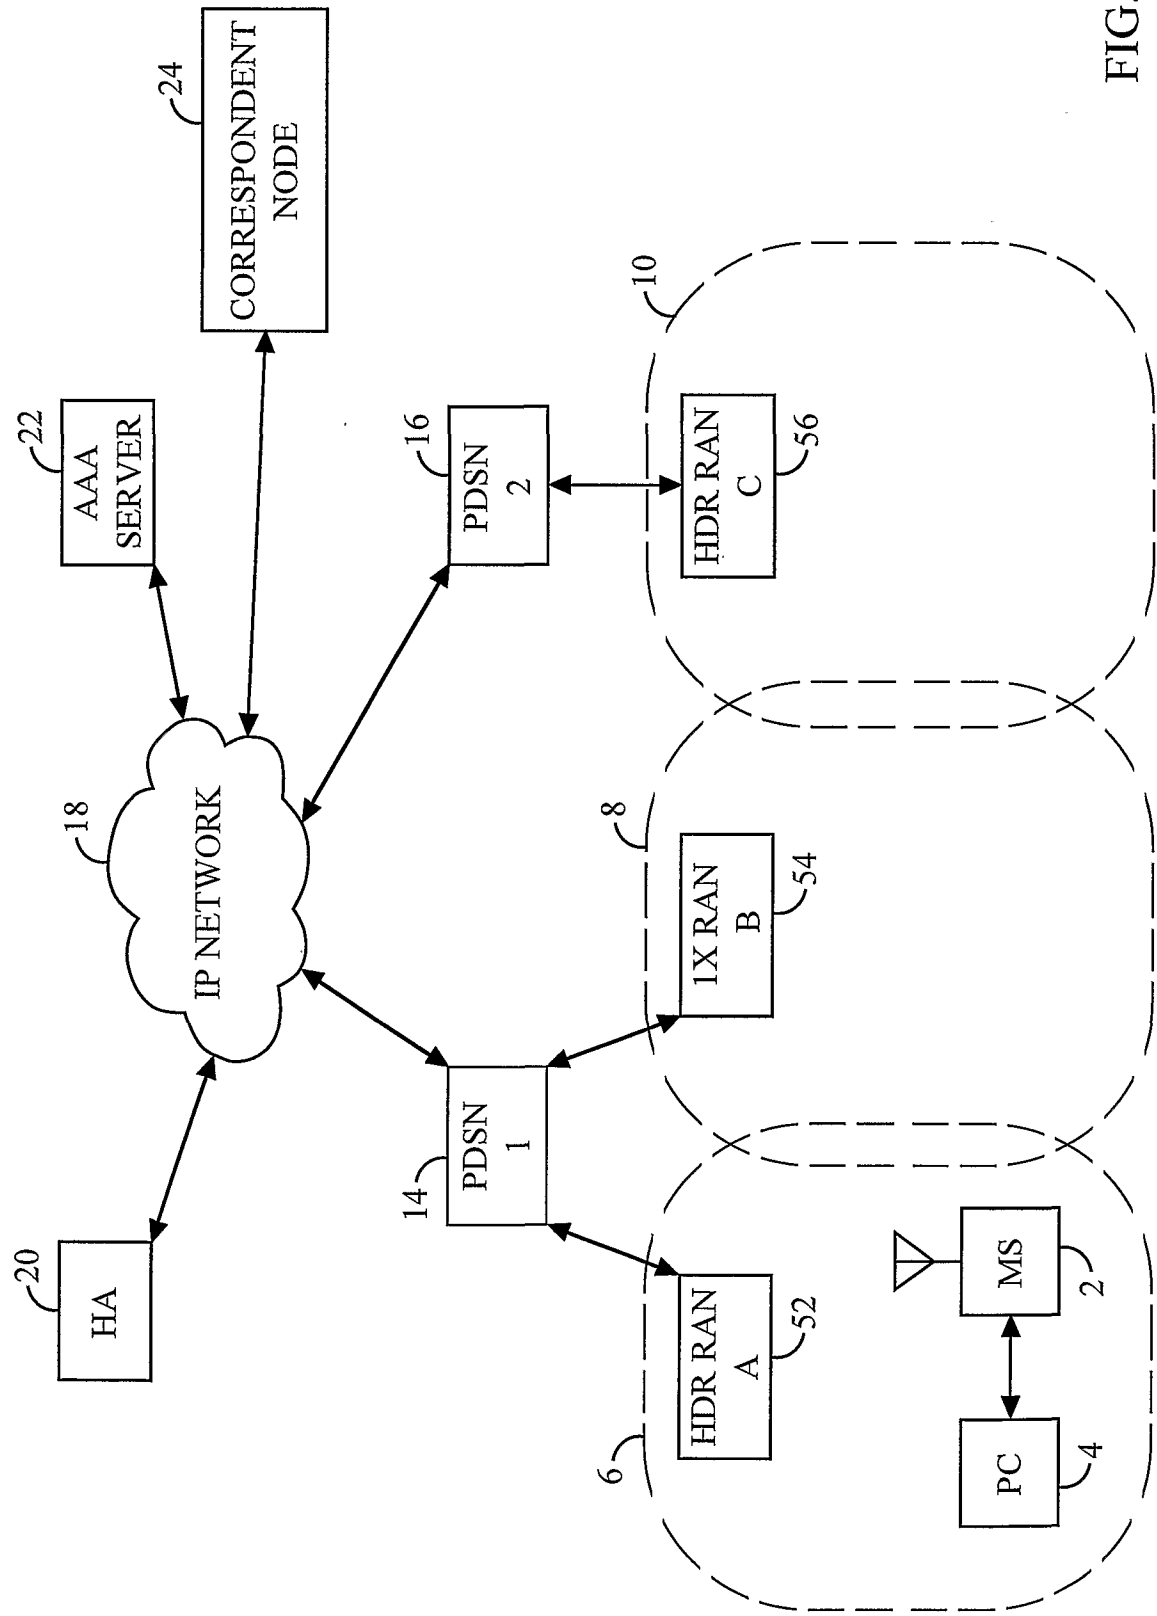 20
HA
18
IP NETWORK
22
AAA
SERVER
24
CORRESPONDENT
NODE
14
PDSN
1
16
PDSN
2
6
HDR RAN
A
52
8
1X RAN
B
54
10
HDR RAN
C
56
PC
4
MS
2
FIG.